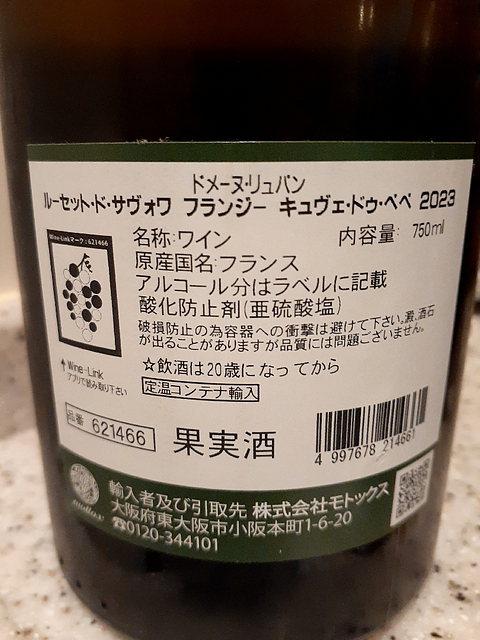 ドメーヌ・リュパン
ルーセット・ド・サヴォワ フランジー キュヴェ・ドゥ・ペペ 2023
Wine-Linkマーク:621466
名称:ワイン 内容量: 750ml
原産国名:フランス
アルコール分はラベルに記載
酸化防止剤(亜硫酸塩)
破損防止の為容器への衝撃は避けて下さい。澱、酒石
が出ることがありますが品質には問題ございません。
Wine-Link
アプリで読み取り下さい
☆飲酒は20歳になってから
定温コンテナ輸入
品番 621466
果実酒
4 997678 214661
輸入者及び引取先 株式会社モトックス
大阪府東大阪市小阪本町1-6-20
☎0120-344101